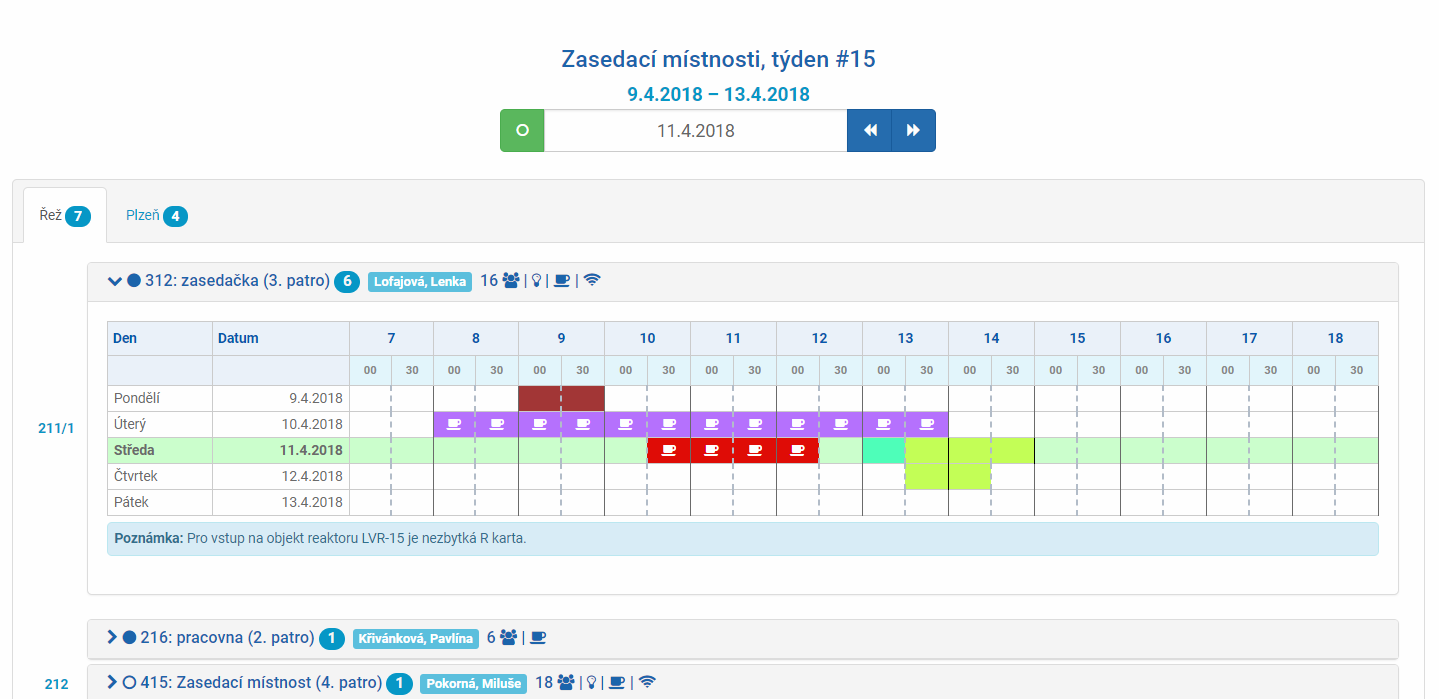 Zasedací místnosti, týden #15
9.4.2018 – 13.4.2018
11.4.2018
Řež 7 Plzeň 4
312: zasedačka (3. patro) 6 Lofajová, Lenka 16 | | |
Den Datum 7 8 9 10 11 12 13 14 15 16 17 18
00 30 00 30 00 30 00 30 00 30 00 30 00 30 00 30 00 30 00 30 00 30 00 30
Pondělí 9.4.2018
Úterý 10.4.2018
211/1
Středa 11.4.2018
Čtvrtek 12.4.2018
Pátek 13.4.2018
Poznámka: Pro vstup na objekt reaktoru LVR-15 je nezbytká R karta.
216: pracovna (2. patro) 1 Křivánková, Pavlína 6 |
212
415: Zasedací místnost (4. patro) 1 Pokorná, Miluše 18 | | |